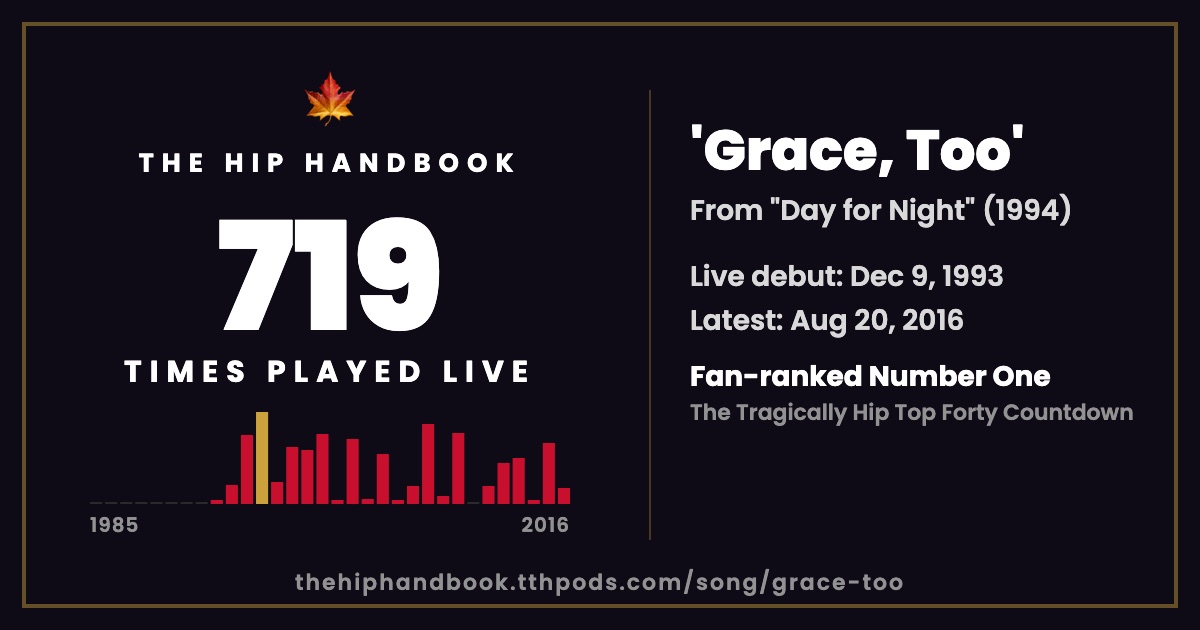 THE HIP HANDBOOK
719
TIMES PLAYED LIVE
1985
2016
'Grace, Too'
From "Day for Night" (1994)
Live debut: Dec 9, 1993
Latest: Aug 20, 2016
Fan-ranked Number One
The Tragically Hip Top Forty Countdown
thehiphandbook.tthpods.com/song/grace-too